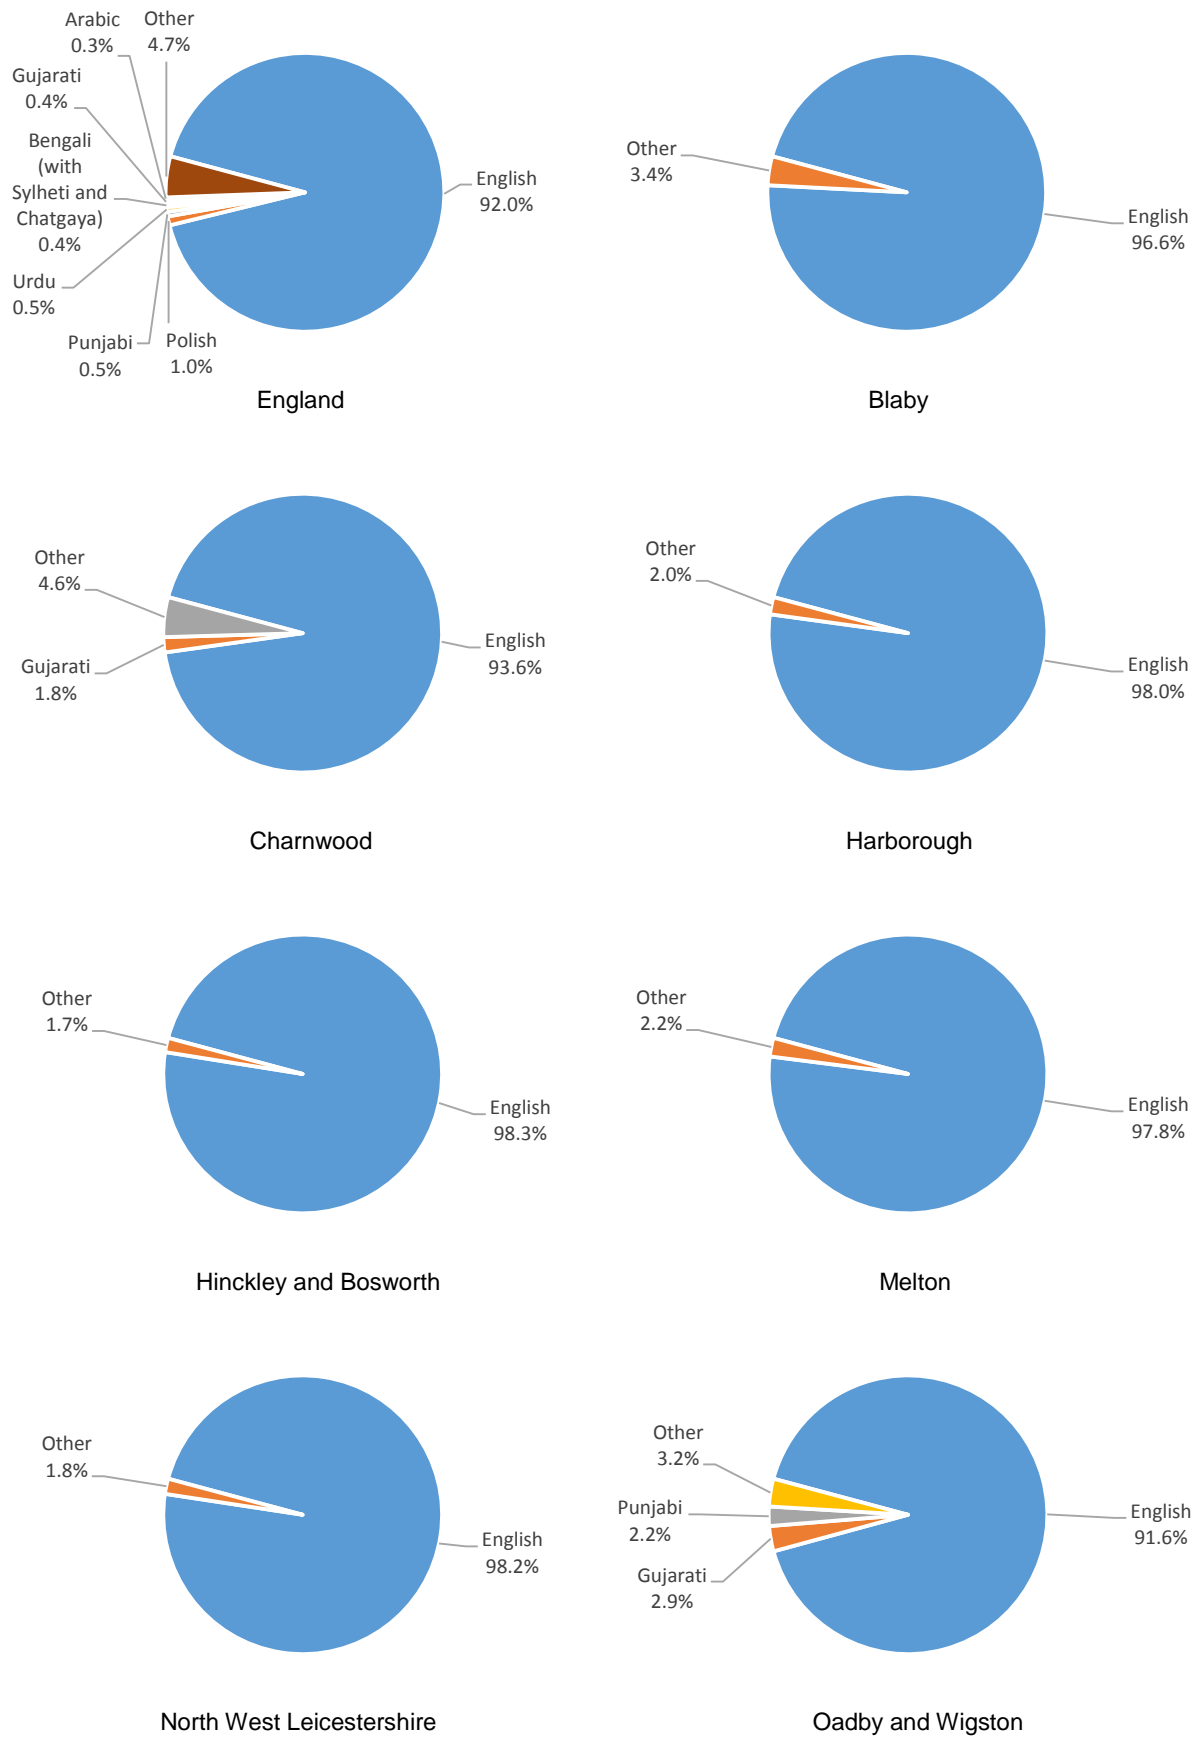 Arabic
0.3%
Other
4.7%
Gujarati
0.4%
Bengali
(with
Sylheti and
Chatgaya)
0.4%
Urdu
0.5%
Punjabi
0.5%
Polish
1.0%
English
92.0%
England
Other
3.4%
English
96.6%
Blaby
Other
4.6%
Gujarati
1.8%
English
93.6%
Charnwood
Other
2.0%
English
98.0%
Harborough
Other
1.7%
English
98.3%
Hinckley and Bosworth
Other
2.2%
English
97.8%
Melton
Other
1.8%
English
98.2%
North West Leicestershire
Other
3.2%
Punjabi
2.2%
Gujarati
2.9%
English
91.6%
Oadby and Wigston